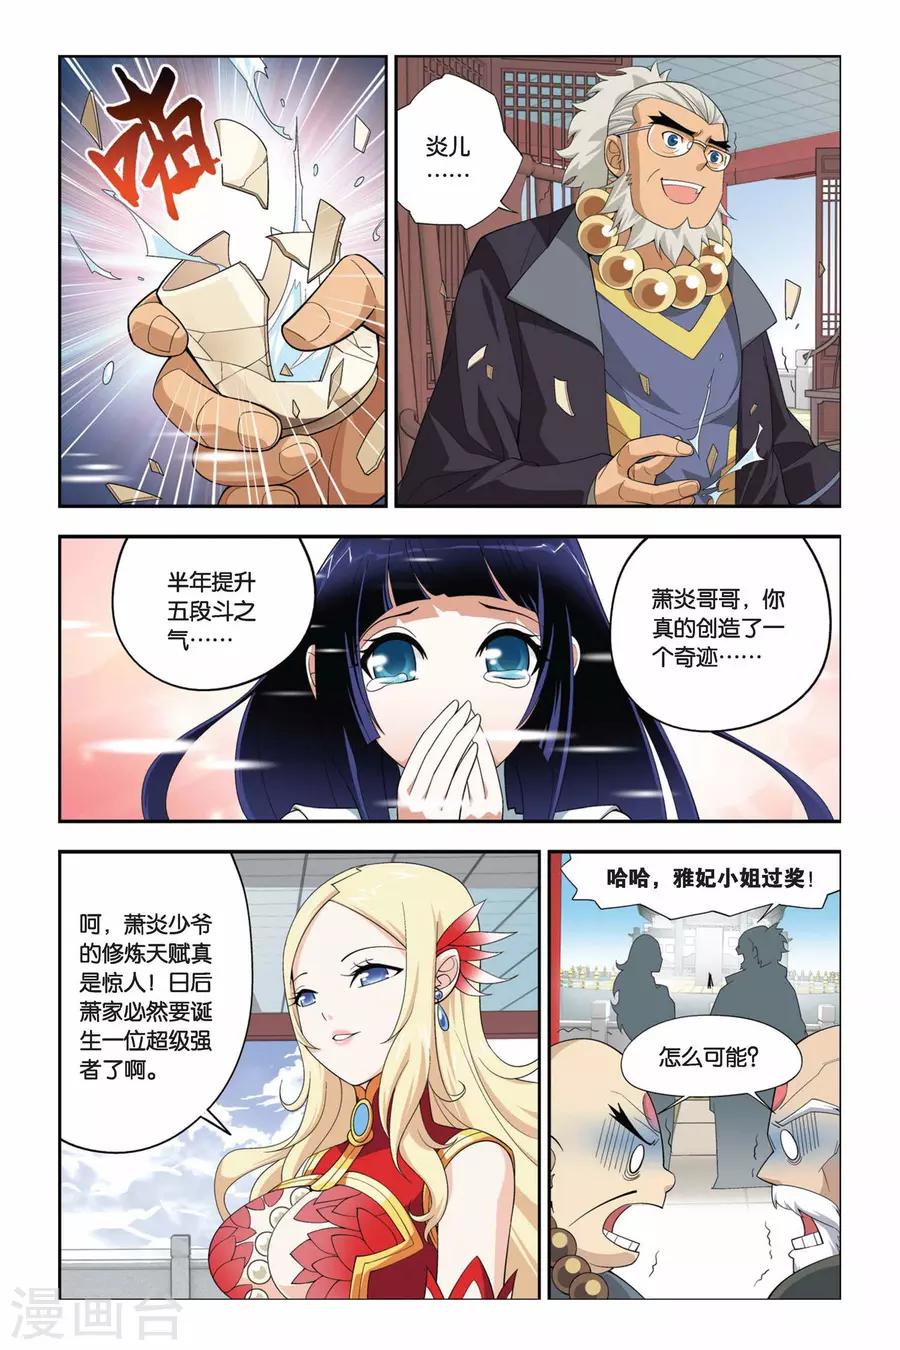 炎儿
……
半年提升
五段斗之
气……
萧炎哥哥，你
真的创造了一
个奇迹……
呵，萧炎少爷
的修炼天赋真
是惊人！日后
萧家必然要诞
生一位超级强
者了啊。
哈哈，雅妃小姐过奖！
怎么可能？
漫画台